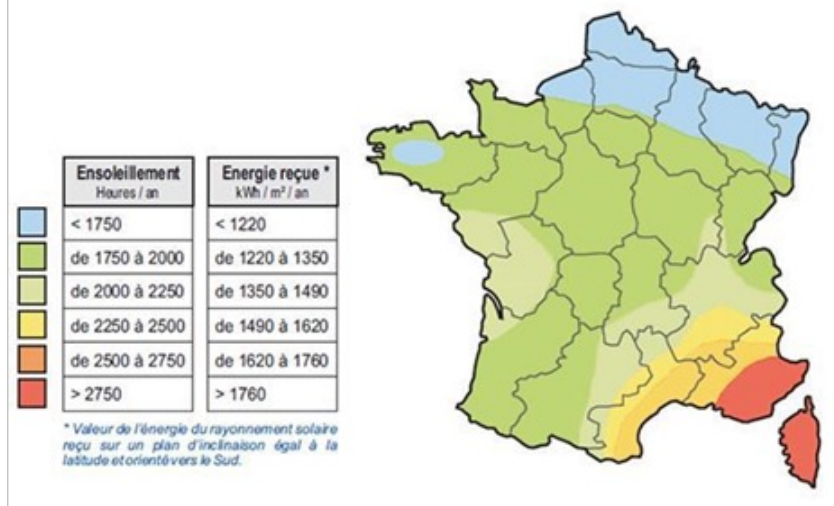 Ensoleillement
Heures / an
Energie reçue *
kWh / m² / an
< 1750
< 1220
de 1750 à 2000
de 1220 à 1350
de 2000 à 2250
de 1350 à 1490
de 2250 à 2500
de 1490 à 1620
de 2500 à 2750
de 1620 à 1760
> 2750
> 1760
* Valeur de l'énergie du rayonnement solaire
reçu sur un plan d'inclinaison égal à la
latitude et orienté vers le Sud.